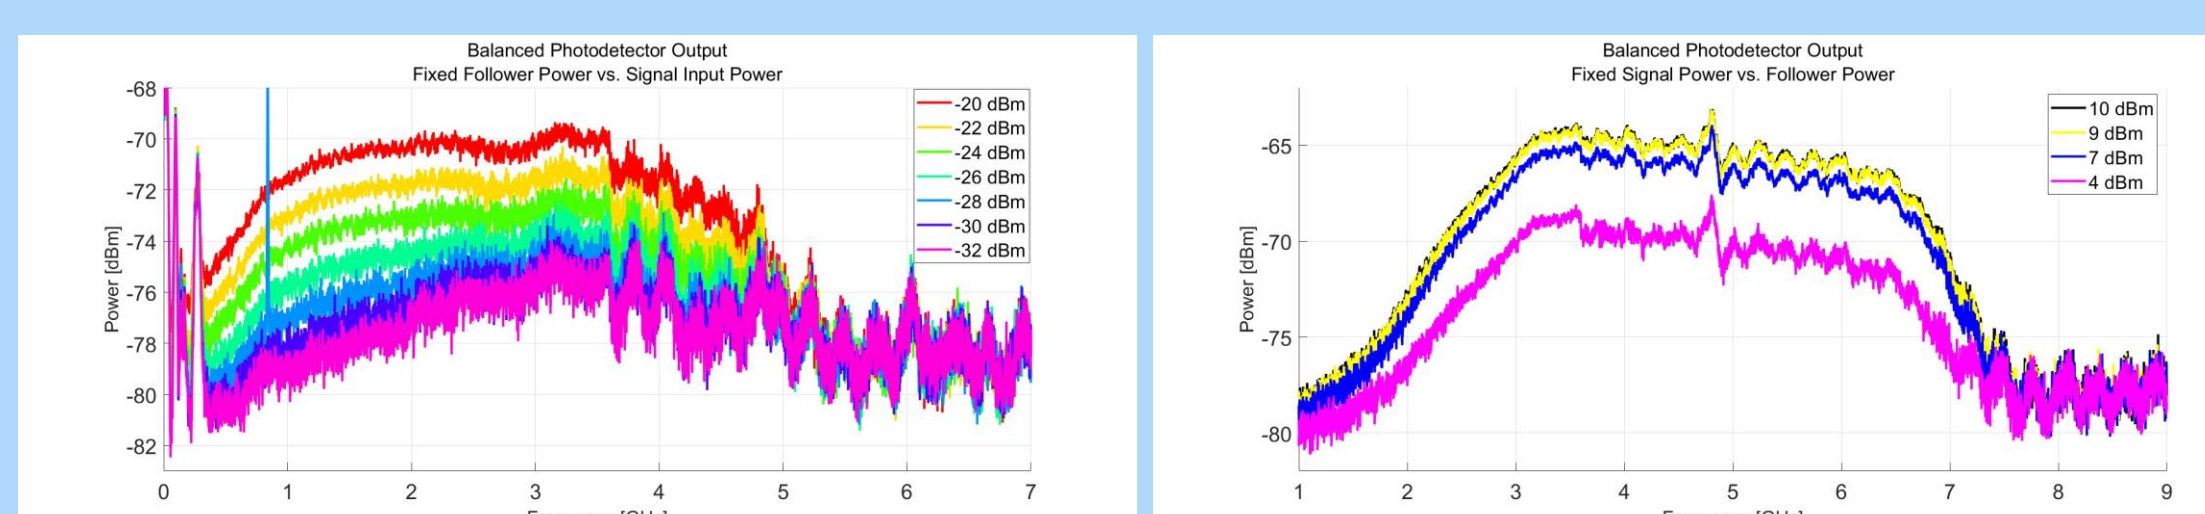 Balanced Photodetector Output
Fixed Follower Power vs. Signal Input Power
-68
-70
-72
-74
-76
-78
-80
-82
Power [dBm]
-20 dBm
-22 dBm
-24 dBm
-26 dBm
-28 dBm
-30 dBm
-32 dBm
0 1 2 3 4 5 6 7
Balanced Photodetector Output
Fixed Signal Power vs. Follower Power
-65
-70
-75
-80
Power [dBm]
10 dBm
9 dBm
7 dBm
4 dBm
1 2 3 4 5 6 7 8 9